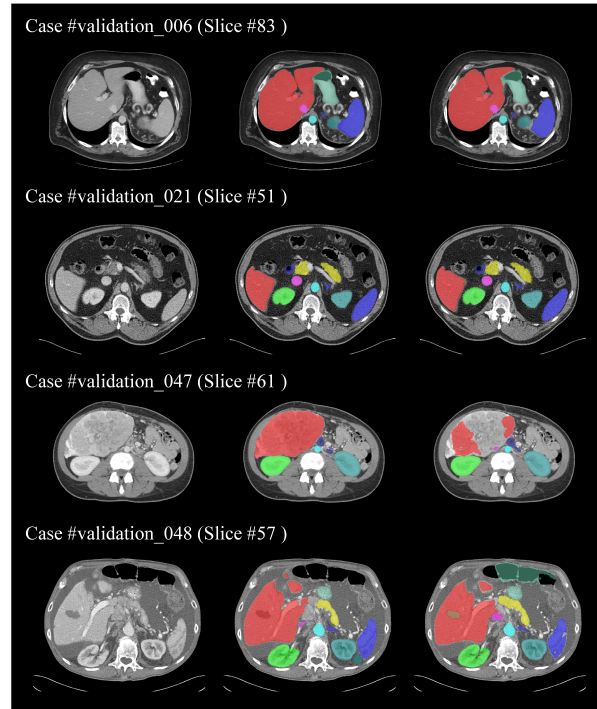 Case #validation_006 (Slice #83 )
Case #validation_021 (Slice #51 )
Case #validation_047 (Slice #61 )
Case #validation_048 (Slice #57 )